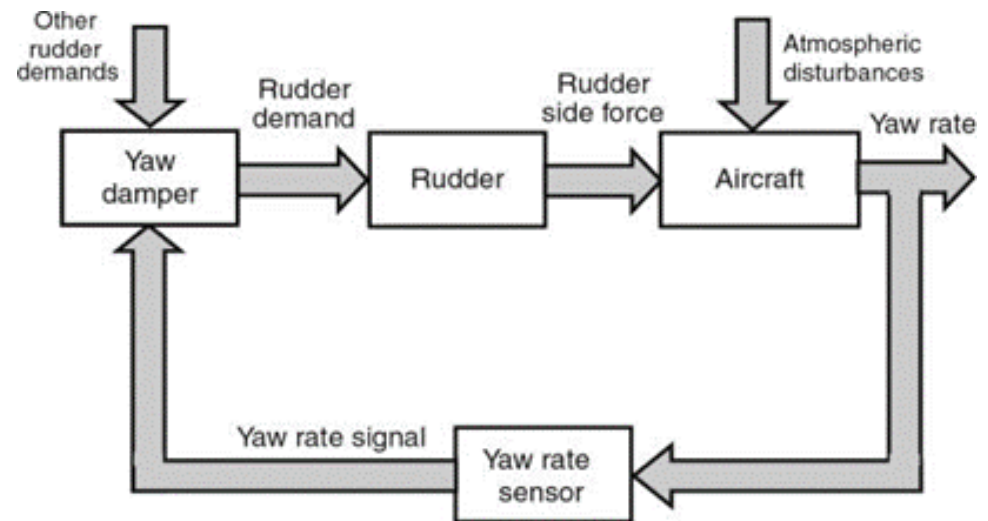 Other
rudder
demands
Rudder
demand
Rudder
side force
Atmospheric
disturbances
Yaw rate
Yaw
damper
Rudder
Aircraft
Yaw rate signal
Yaw rate
sensor